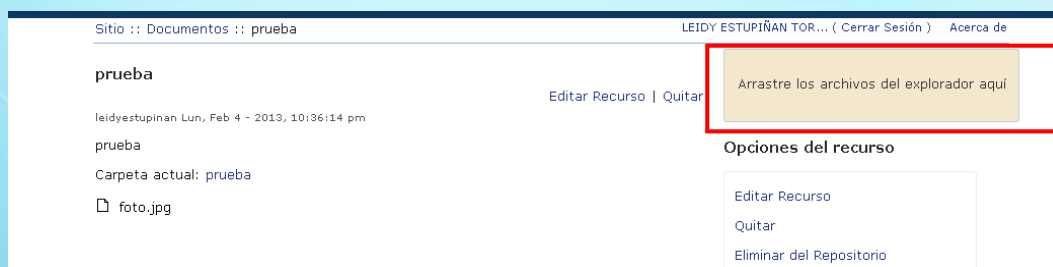 Sitio :: Documentos :: prueba
LEIDY ESTUPIÑAN TOR... ( Cerrar Sesión ) Acerca de
prueba
Editar Recurso | Quitar
Arrastre los archivos del explorador aquí
leidyestupinan Lun, Feb 4 - 2013, 10:36:14 pm
prueba
Carpeta actual: prueba
foto.jpg
Opciones del recurso
Editar Recurso
Quitar
Eliminar del Repositorio